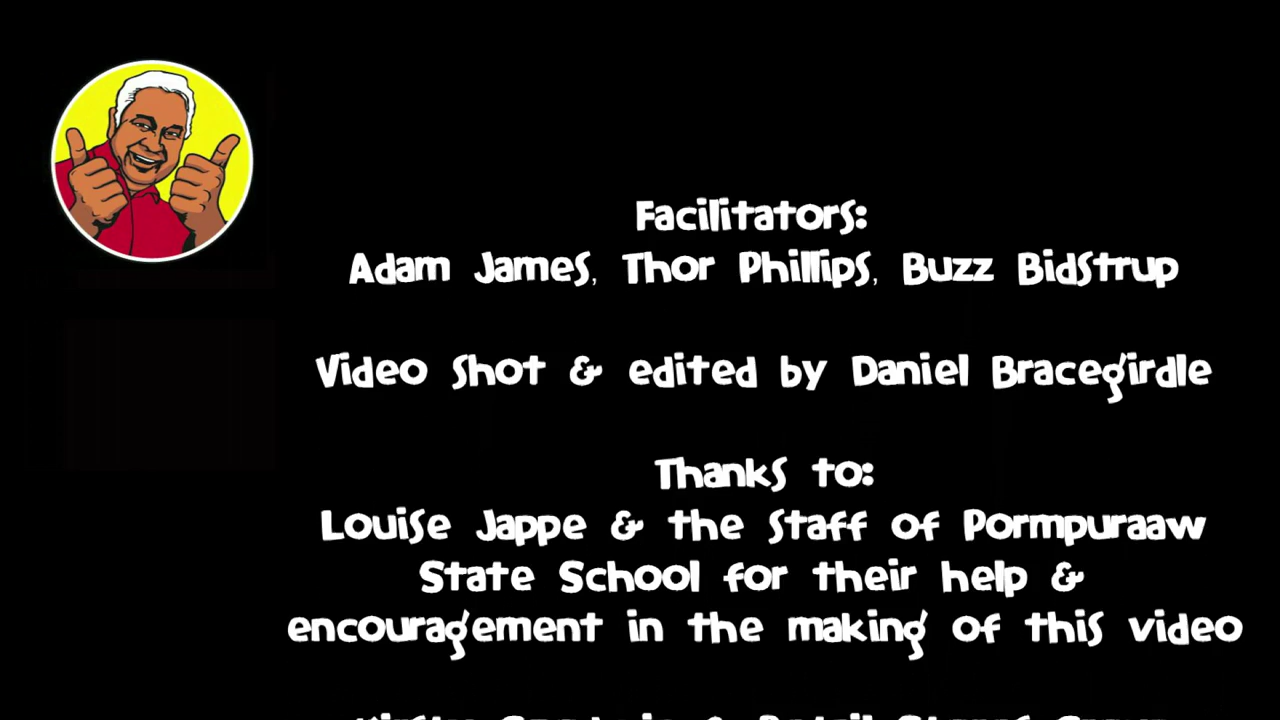 Facilitators:
Adam James, Thor Phillips, Buzz Bidstrup
Video shot & edited by Daniel Bracegirdle
Thanks to:
Louise Jappe & the staff of Pormpuraaw
State School for their help &
encouragement in the making of this video